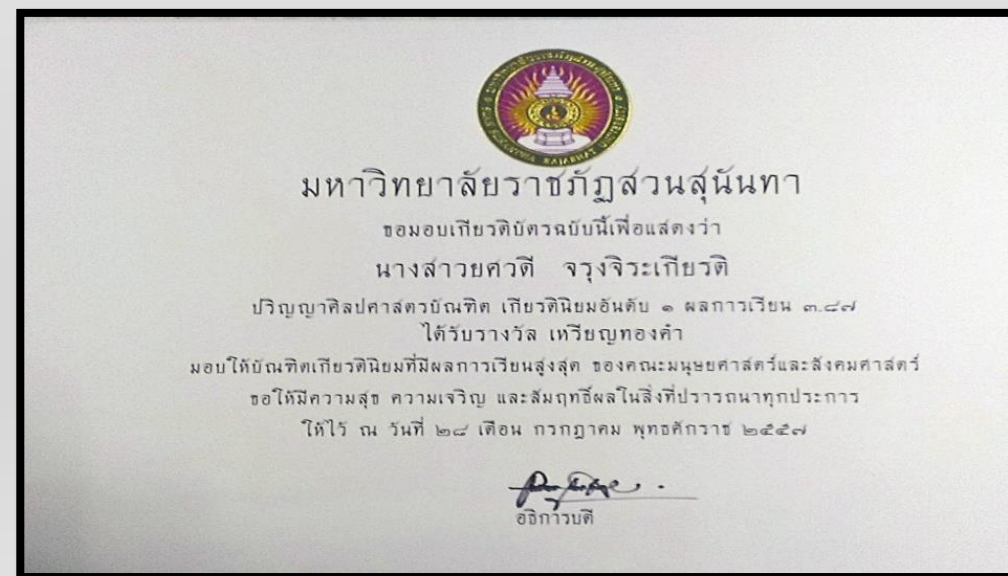 มหาวิทยาลัยราชภัฏสวนสุนันทา
ขอมอบเกียรติบัตรฉบับนี้เพื่อแสดงว่า
นางสาวยศวดี จรุงจิระเกียรติ
ปริญญาศิลปศาสตรบัณฑิต เกียรตินิยมอันดับ ๑ ผลการเรียน ๓.๘๗
ได้รับรางวัล เหรียญทองคำ
มอบให้บัณฑิตเกียรตินิยมที่มีผลการเรียนสูงสุด ของคณะมนุษยศาสตร์และสังคมศาสตร์
ขอให้มีความสุข ความเจริญ และสัมฤทธิ์ผลในสิ่งที่ปรารถนาทุกประการ
ให้ไว้ ณ วันที่ ๒๘ เดือน กรกฎาคม พุทธศักราช ๒๕๕๗
อธิการบดี